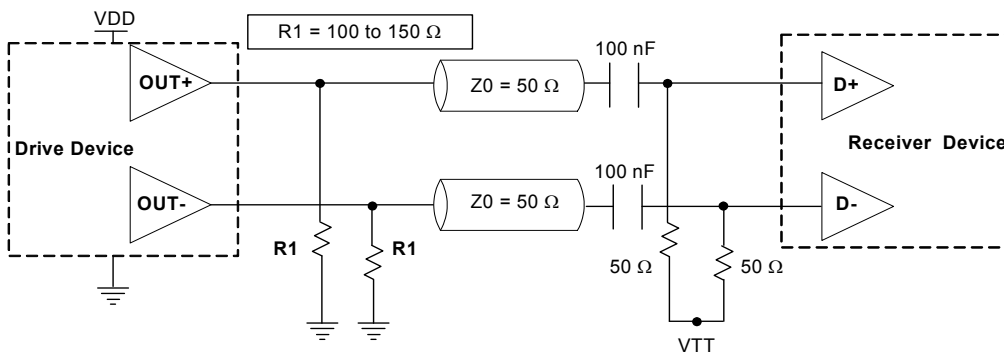 VDD
R1 = 100 to 150 Ω
100 nF
OUT+
Z0 = 50 Ω
D+
Drive Device
Receiver Device
100 nF
OUT-
Z0 = 50 Ω
D-
R1
R1
50 Ω
50 Ω
VTT